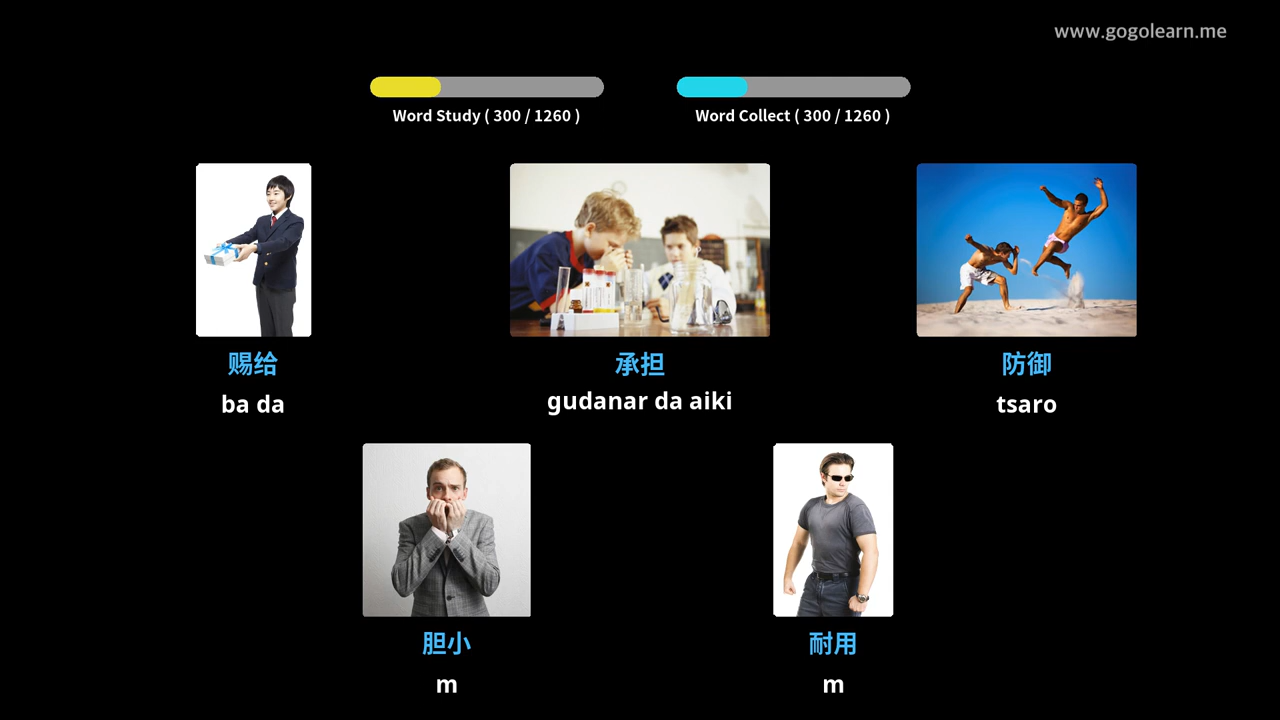 www.gogolearn.me
Word Study ( 300 / 1260 )
Word Collect ( 300 / 1260 )
赐给
ba da
承担
gudanar da aiki
防御
tsaro
胆小
m
耐用
m